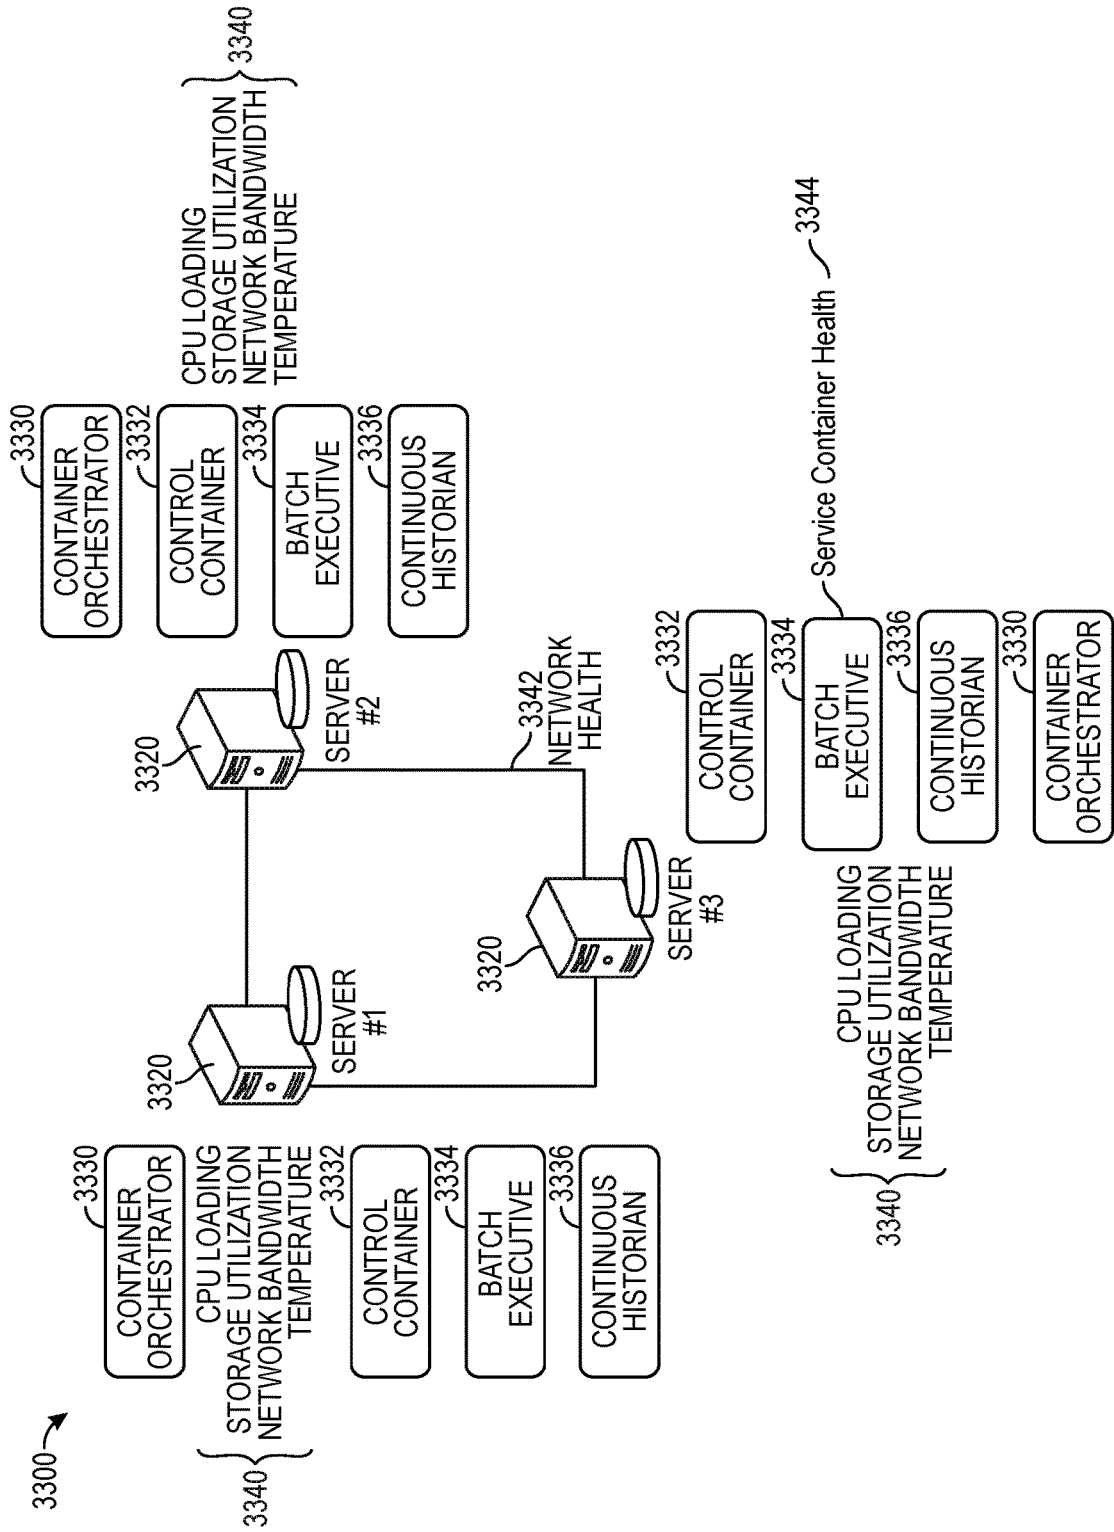 3300
3330
CONTAINER
ORCHESTRATOR
CPU LOADING
STORAGE UTILIZATION
NETWORK BANDWIDTH
TEMPERATURE
3340
3332
CONTROL
CONTAINER
3334
BATCH
EXECUTIVE
3336
CONTINUOUS
HISTORIAN
3320
SERVER
#1
3320
SERVER
#2
3320
SERVER
#3
3342
NETWORK
HEALTH
3330
CONTAINER
ORCHESTRATOR
3332
CONTROL
CONTAINER
3334
BATCH
EXECUTIVE
3336
CONTINUOUS
HISTORIAN
CPU LOADING
STORAGE UTILIZATION
NETWORK BANDWIDTH
TEMPERATURE
3340
CPU LOADING
STORAGE UTILIZATION
NETWORK BANDWIDTH
TEMPERATURE
3340
3332
CONTROL
CONTAINER
3334
BATCH
EXECUTIVE
3336
CONTINUOUS
HISTORIAN
3330
CONTAINER
ORCHESTRATOR
Service Container Health
3344